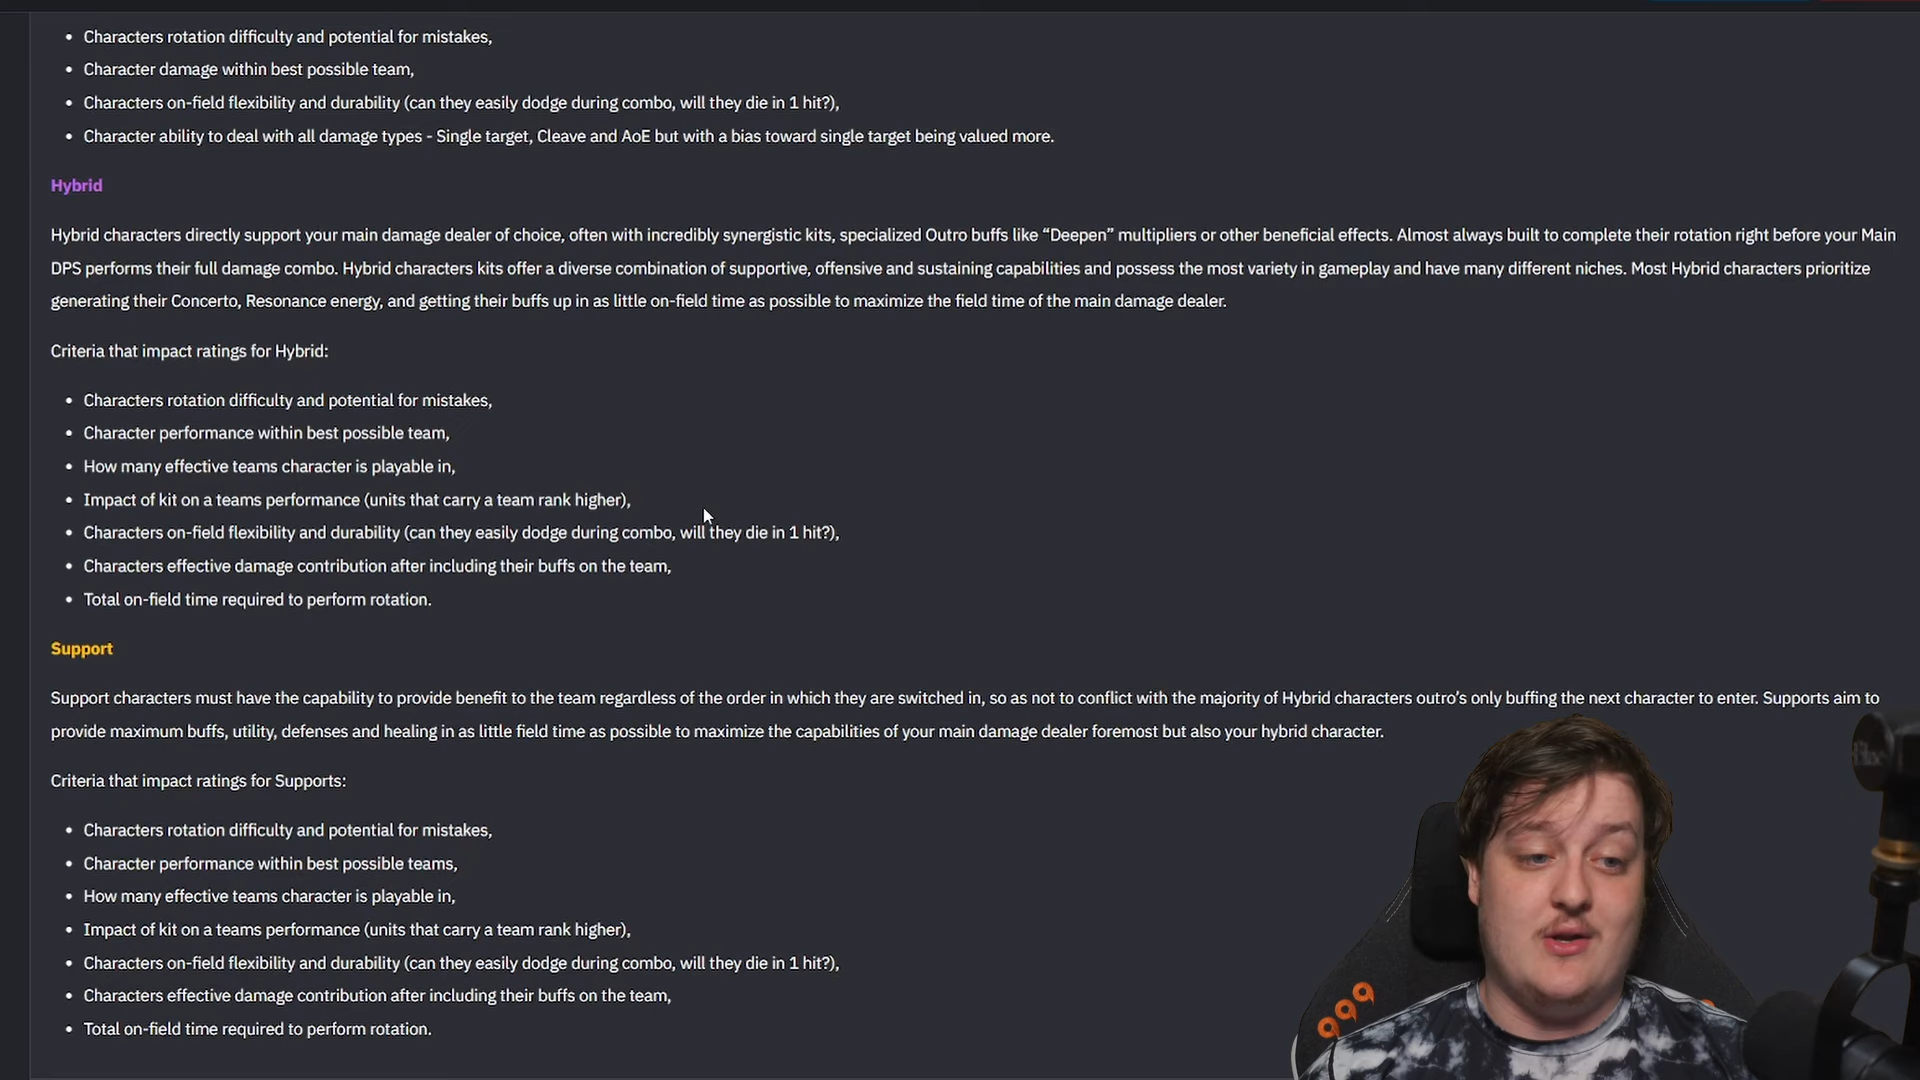 • Characters rotation difficulty and potential for mistakes,
• Character damage within best possible team,
• Characters on-field flexibility and durability (can they easily dodge during combo, will they die in 1 hit?),
• Character ability to deal with all damage types - Single target, Cleave and AoE but with a bias toward single target being valued more.
Hybrid
Hybrid characters directly support your main damage dealer of choice, often with incredibly synergistic kits, specialized Outro buffs like “Deepen” multipliers or other beneficial effects. Almost always built to complete their rotation right before your Main
DPS performs their full damage combo. Hybrid characters kits offer a diverse combination of supportive, offensive and sustaining capabilities and possess the most variety in gameplay and have many different niches. Most Hybrid characters prioritize
generating their Concerto, Resonance energy, and getting their buffs up in as little on-field time as possible to maximize the field time of the main damage dealer.
Criteria that impact ratings for Hybrid:
• Characters rotation difficulty and potential for mistakes,
• Character performance within best possible team,
• How many effective teams character is playable in,
• Impact of kit on a teams performance (units that carry a team rank higher),
• Characters on-field flexibility and durability (can they easily dodge during combo, will they die in 1 hit?),
• Characters effective damage contribution after including their buffs on the team,
• Total on-field time required to perform rotation.
Support
Support characters must have the capability to provide benefit to the team regardless of the order in which they are switched in, so as not to conflict with the majority of Hybrid characters outro’s only buffing the next character to enter. Supports aim to
provide maximum buffs, utility, defenses and healing in as little field time as possible to maximize the capabilities of your main damage dealer foremost but also your hybrid character.
Criteria that impact ratings for Supports:
• Characters rotation difficulty and potential for mistakes,
• Character performance within best possible teams,
• How many effective teams character is playable in,
• Impact of kit on a teams performance (units that carry a team rank higher),
• Characters on-field flexibility and durability (can they easily dodge during combo, will they die in 1 hit?),
• Characters effective damage contribution after including their buffs on the team,
• Total on-field time required to perform rotation.